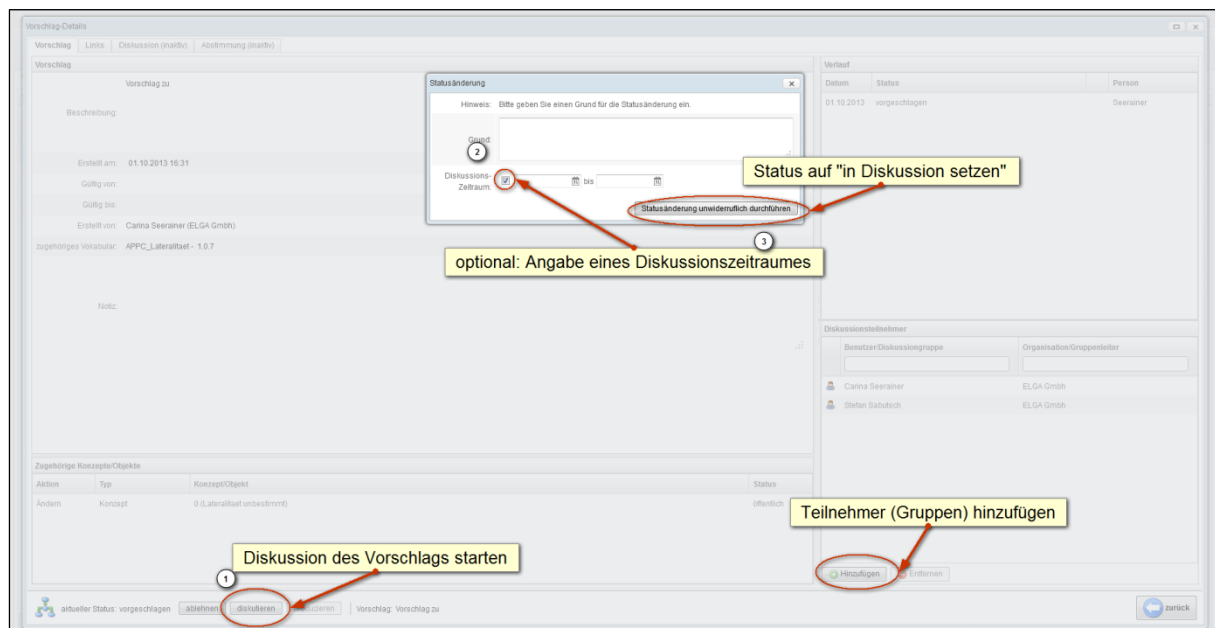 Vorschlag-Details
Vorschlag Links Diskussion (inaktiv) Abstimmung (inaktiv)
Vorschlag
Vorschlag zu
Beschreibung:
Erstellt am: 01.10.2013 16:31
Gültig von:
Gültig bis:
Erstellt von: Carina Seerainer (ELGA Gmbh)
zugehöriges Vokabular: APPC_Lateralitaet - 1.0.7
Notiz:
Statusänderung
Hinweis: Bitte geben Sie einen Grund für die Statusänderung ein.
Grund:
2
Diskussions-
Zeitraum:
bis
Statusänderung unwiderruflich durchführen
3
Status auf "in Diskussion setzen"
optional: Angabe eines Diskussionszeitraumes
Verlauf
Datum Status Person
01.10.2013 vorgeschlagen Seerainer
Diskussionsteilnehmer
Benutzer/Diskussiongruppe Organisation/Gruppenleiter
Carina Seerainer ELGA Gmbh
Stefan Sabutsch ELGA Gmbh
Zugehörige Konzepte/Objekte
Aktion Typ Konzept/Objekt Status
Ändern Konzept 0 (Lateralitaet unbestimmt) öffentlich
Teilnehmer (Gruppen) hinzufügen
Hinzufügen Entfernen
Diskussion des Vorschlags starten
1
aktueller Status: vorgeschlagen ablehnen diskutieren Vorschlag: Vorschlag zu
zurück